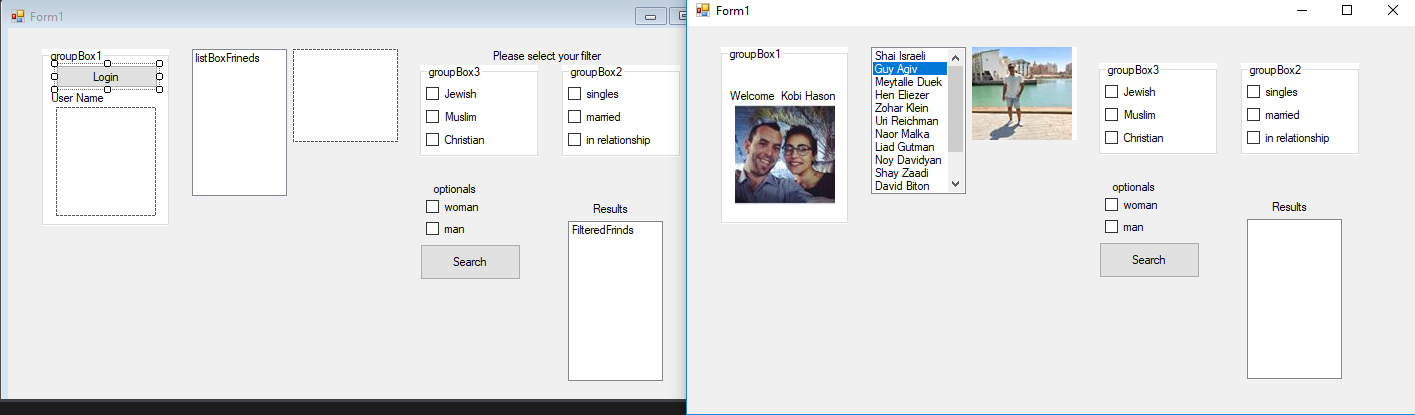 Form1
groupBox1
Login
User Name
listBoxFrineds
Please select your filter
groupBox3
Jewish
Muslim
Christian
groupBox2
singles
married
in relationship
optionals
woman
man
Search
Results
FilteredFrinds
Form1
groupBox1
Welcome Kobi Hason
Shai Israeli
Guy Agiv
Meytalle Duek
Hen Eliezer
Zohar Klein
Uri Reichman
Naor Malka
Liad Gutman
Noy Davidyan
Shay Zaadi
David Biton
groupBox3
Jewish
Muslim
Christian
groupBox2
singles
married
in relationship
optionals
woman
man
Search
Results